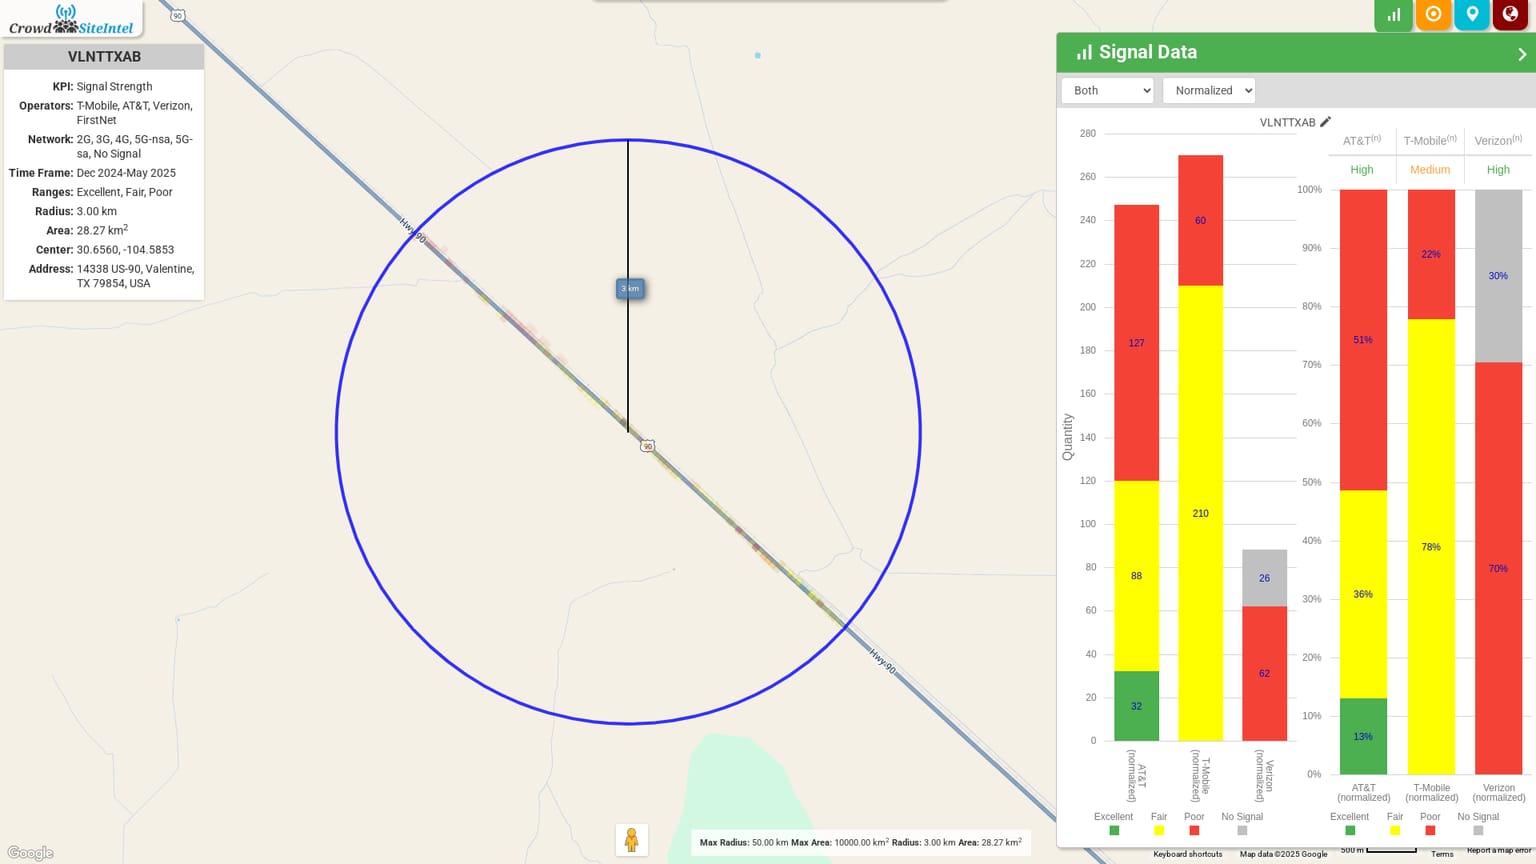 90
Crowd SiteIntel
VLNTTXAB
KPI: Signal Strength
Operators: T-Mobile, AT&T, Verizon,
FirstNet
Network: 2G, 3G, 4G, 5G-nsa, 5G-
sa, No Signal
Time Frame: Dec 2024-May 2025
Ranges: Excellent, Fair, Poor
Radius: 3.00 km
Area: 28.27 km2
Center: 30.6560, -104.5853
Address: 14338 US-90, Valentine,
TX 79854, USA
Hwy-90
3 km
90
Hwy-90
Google
Max Radius: 50.00 km Max Area: 10000.00 km2 Radius: 3.00 km Area: 28.27 km2
Signal Data
Both
Normalized
VLNTTXAB
Quantity
280
260
240
220
200
180
160
140
120
100
80
60
40
20
0
127
88
32
60
210
26
62
AT&T
(normalized)
T-Mobile
(normalized)
Verizon
(normalized)
Excellent
Fair
Poor
No Signal
AT&T(n)
T-Mobile(n)
Verizon(n)
High
Medium
High
100%
90%
80%
70%
60%
50%
40%
30%
20%
10%
0%
51%
36%
13%
22%
78%
30%
70%
AT&T
(normalized)
T-Mobile
(normalized)
Verizon
(normalized)
Excellent
Fair
Poor
No Signal
Keyboard shortcuts
Map data ©2025 Google
500 m
Terms
Report a map error